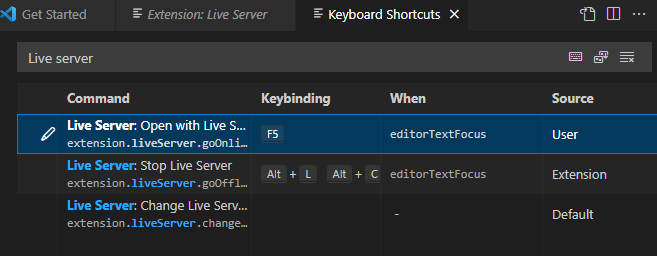 Get Started
Extension: Live Server
Keyboard Shortcuts
Live server
Command Keybinding When Source
Live Server: Open with Live S...
extension.liveServer.goOnli...
F5 editorTextFocus User
Live Server: Stop Live Server
extension.liveServer.goOffl...
Alt + L Alt + C editorTextFocus Extension
Live Server: Change Live Serv...
extension.liveServer.change...
- Default